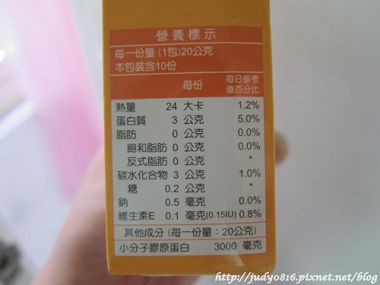 營養標示
每一份量 (1包)20公克
本包裝含10份
每份 每日參考值百分比
熱量 24 大卡 1.2%
蛋白質 3 公克 5.0%
脂肪 0 公克 0.0%
飽和脂肪 0 公克 0.0%
反式脂肪 0 公克 *
碳水化合物 3 公克 1.0%
糖 0.2 公克 *
鈉 0.5 毫克 0.0%
維生素E 0.1 毫克(0.15IU) 0.8%
其他成分 (每一份量：20公克)
小分子膠原蛋白 3000 毫克
http://judy0816.pixnet.net/blog